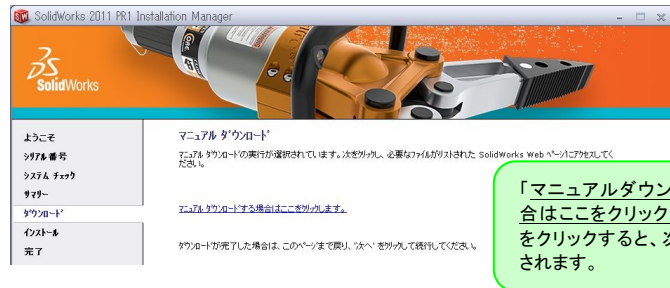 SolidWorks 2011 PR1 Installation Manager
SolidWorks
ようこそ
シリアル 番号
システム チェック
サマリー
ダウンロード
インストール
完了
マニュアル ダウンロード
マニュアル ダウンロードの実行が選択されています。次をクリックし、必要なファイルがリストされた SolidWorks Web ページにアクセスしてく
ださい。
マニュアル ダウンロードする場合はここをクリックします。
ダウンロードが完了した場合は、このページまで戻り、'次へ' をクリックして続行してください。
「マニュアルダウン
合はここをクリック
をクリックすると、次
されます。